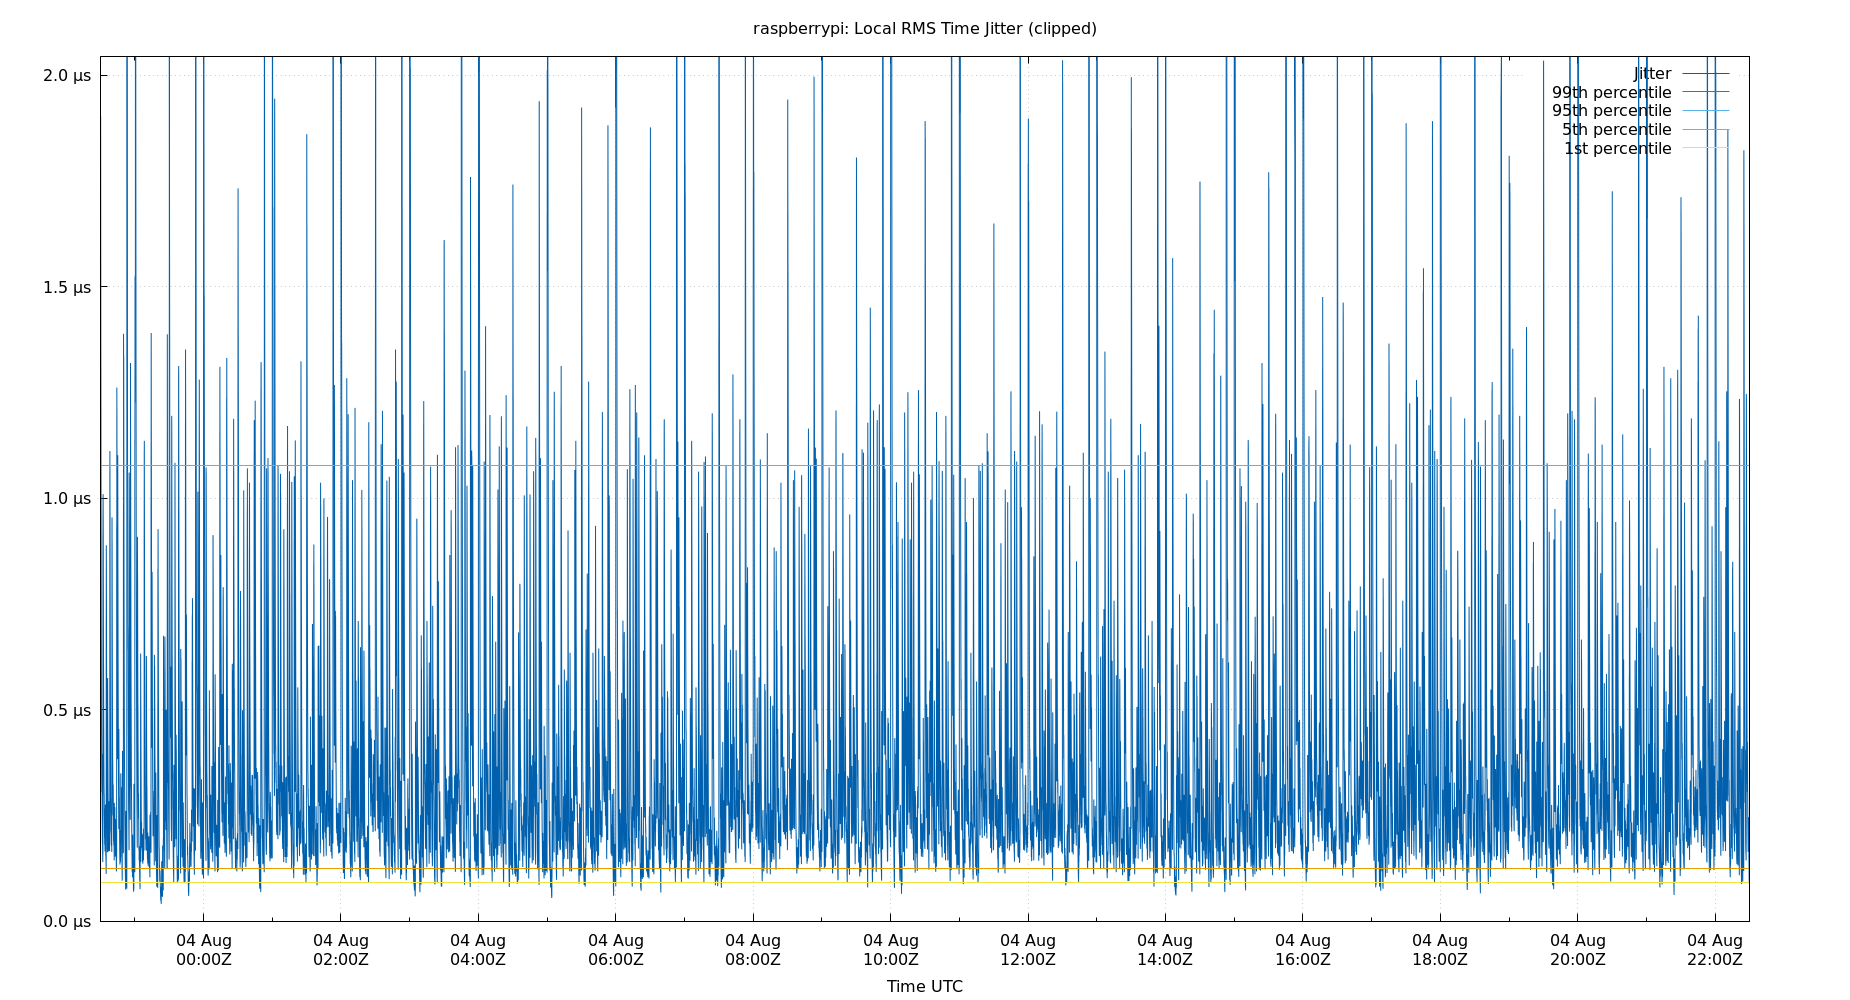 raspberrypi: Local RMS Time Jitter (clipped)
2.0 µs
1.5 µs
1.0 µs
0.5 µs
0.0 µs
Jitter
99th percentile
95th percentile
5th percentile
1st percentile
04 Aug 04 Aug 04 Aug 04 Aug 04 Aug 04 Aug 04 Aug 04 Aug 04 Aug 04 Aug 04 Aug 04 Aug
00:00Z 02:00Z 04:00Z 06:00Z 08:00Z 10:00Z 12:00Z 14:00Z 16:00Z 18:00Z 20:00Z 22:00Z
Time UTC